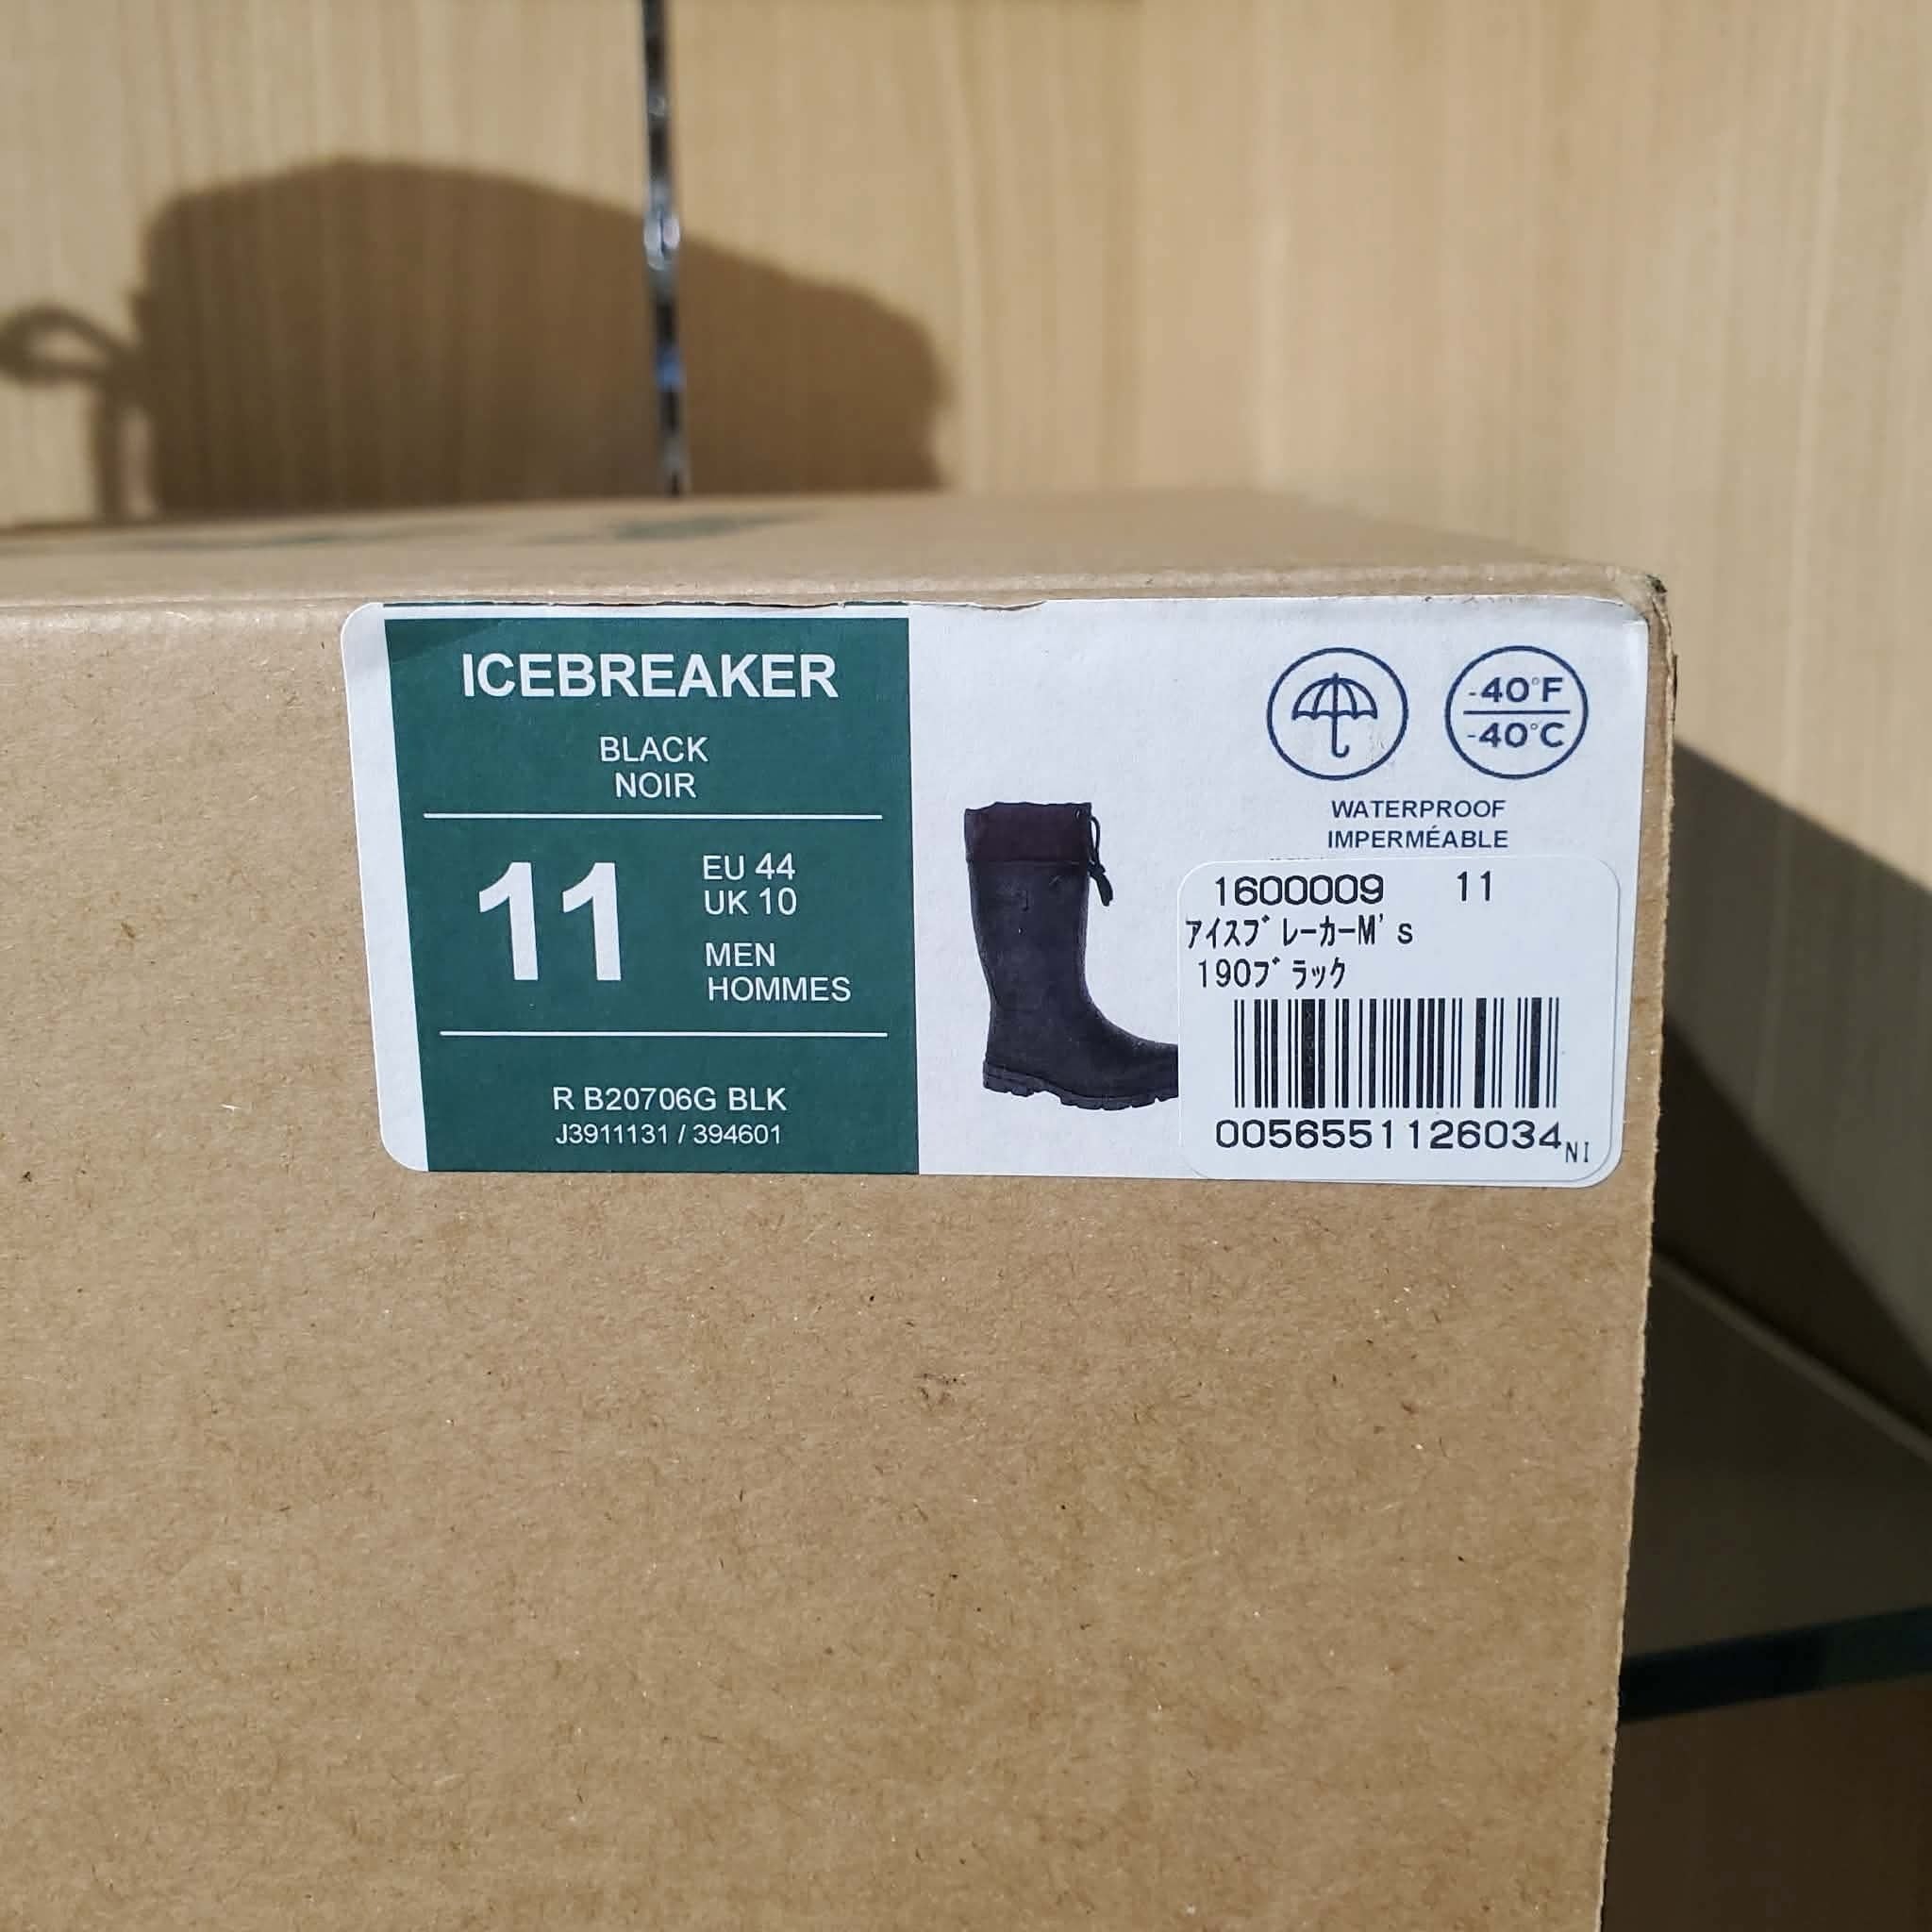 ICEBREAKER
BLACK
NOIR
11
EU 44
UK 10
MEN
HOMMES
R B20706G BLK
J3911131 / 394601
-40°F
-40°C
WATERPROOF
IMPERMÉABLE
1600009 11
アイスブレーカーM's
190ブラック
0056551126034NI